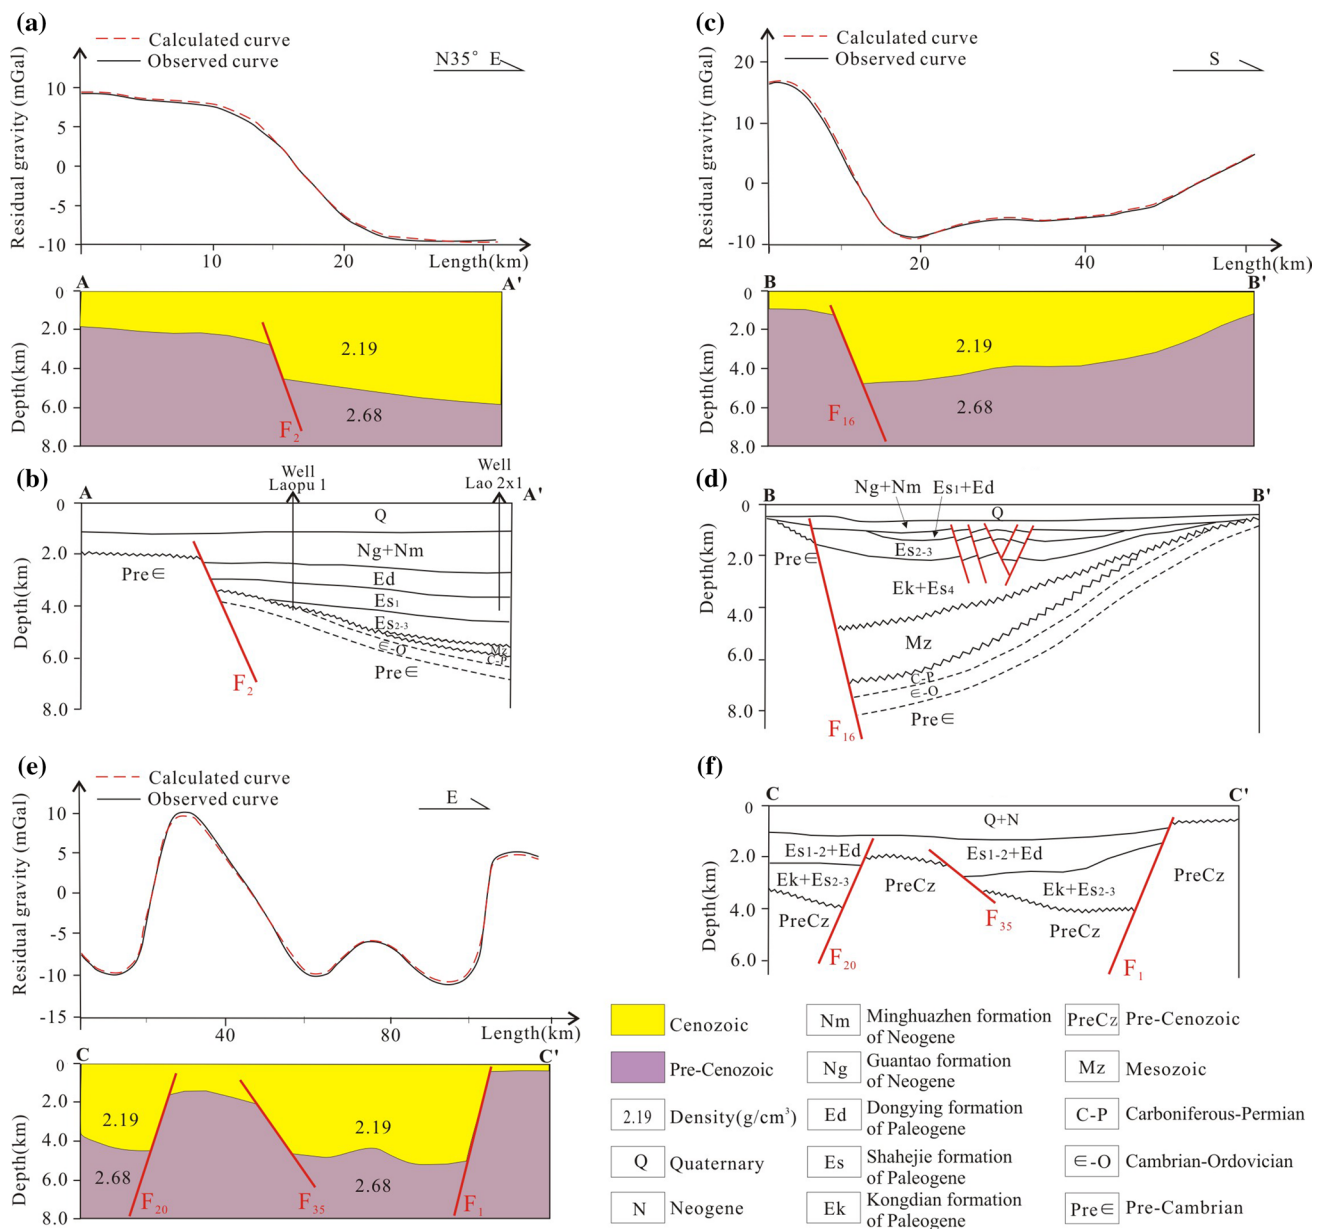 (a)
Calculated curve
Observed curve
N35° E
Residual gravity (mGal)
10
5
0
-5
-10
10
20
Length(km)
A
A'
Depth(km)
0
2.0
4.0
6.0
8.0
2.19
2.68
F2
(b)
A
Well
Laopu 1
Well
Lao 2x1
A'
Depth(km)
0
2.0
4.0
6.0
8.0
Q
Ng+Nm
Pre∈
Ed
Es1
Es2-3
Mz
C-P
∈-O
Pre∈
F2
(c)
Calculated curve
Observed curve
S
Residual gravity (mGal)
20
10
0
-10
20
40
Length(km)
B
B'
Depth(km)
0
2.0
4.0
6.0
8.0
2.19
2.68
F16
(d)
B
Ng+Nm
Es1+Ed
B'
Depth(km)
0
2.0
4.0
6.0
8.0
Q
Es2-3
Pre∈
Ek+Es4
Mz
C-P
∈-O
Pre∈
F16
(e)
Calculated curve
Observed curve
E
Residual gravity (mGal)
10
5
0
-5
-10
-15
40
80
Length(km)
C
C'
Depth(km)
0
2.0
4.0
6.0
8.0
2.19
2.19
2.68
2.68
F20
F35
F1
(f)
C
C'
Depth(km)
0
2.0
4.0
6.0
Q+N
Es1-2+Ed
Es1-2+Ed
Ek+Es2-3
PreCz
Ek+Es2-3
PreCz
PreCz
PreCz
F20
F35
F1
Cenozoic
Pre-Cenozoic
2.19 Density(g/cm³)
Q Quaternary
N Neogene
Nm Minghuazhen formation
of Neogene
Ng Guantao formation
of Neogene
Ed Dongying formation
of Paleogene
Es Shahejie formation
of Paleogene
Ek Kongdian formation
of Paleogene
PreCz Pre-Cenozoic
Mz Mesozoic
C-P Carboniferous-Permian
∈-O Cambrian-Ordovician
Pre∈ Pre-Cambrian